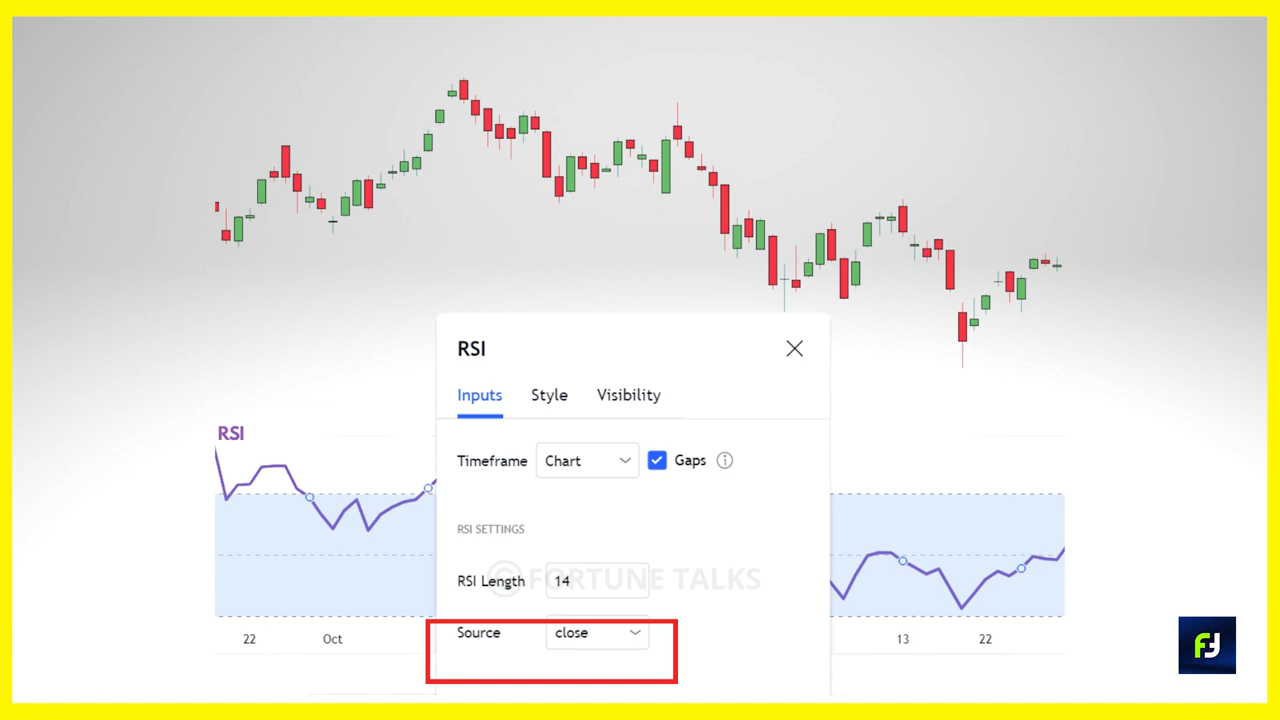 RSI
Inputs Style Visibility
RSI
Timeframe Chart Gaps
RSI SETTINGS
RSI Length 14
© FORTUNE TALKS
Source close
22 Oct 13 22